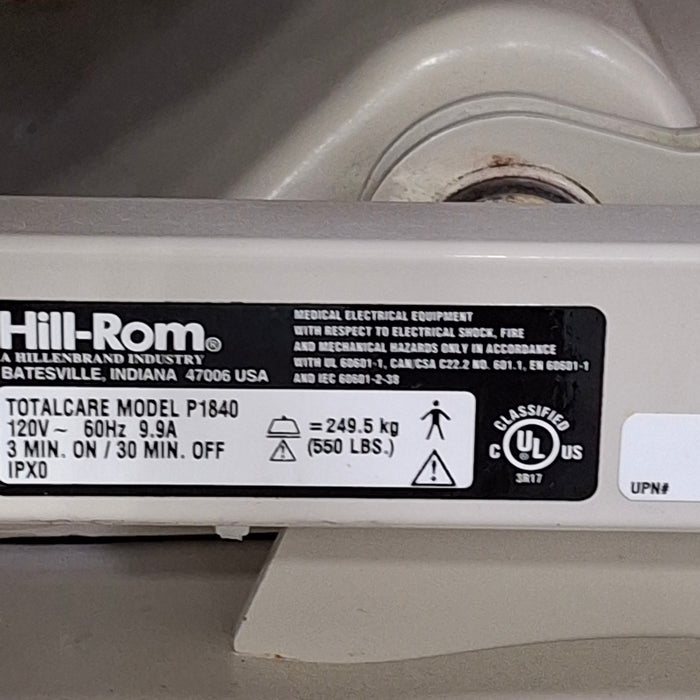 Hill-Rom®
A HILLENBRAND INDUSTRY
BATESVILLE, INDIANA 47006 USA
MEDICAL ELECTRICAL EQUIPMENT
WITH RESPECT TO ELECTRICAL SHOCK, FIRE
AND MECHANICAL HAZARDS ONLY IN ACCORDANCE
WITH UL 60601-1, CAN/CSA C22.2 NO. 601.1, EN 60601-1
AND IEC 60601-2-38
TOTALCARE MODEL P1840
120V~ 60Hz 9.9A
3 MIN. ON / 30 MIN. OFF
IPX0
= 249.5 kg
(550 LBS.)
CLASSIFIED
C UL® US
3R17
UPN#